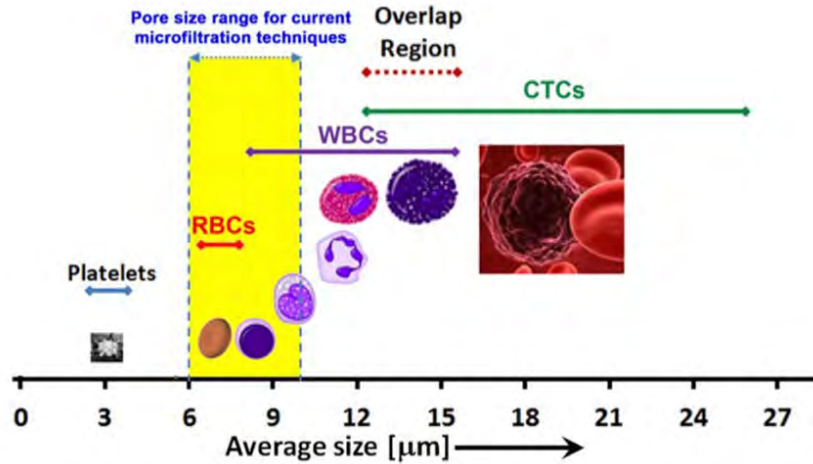 Pore size range for current
microfiltration techniques
Overlap
Region
CTCs
WBCs
RBCs
Platelets
0 3 6 9 12 15 18 21 24 27
Average size [μm]